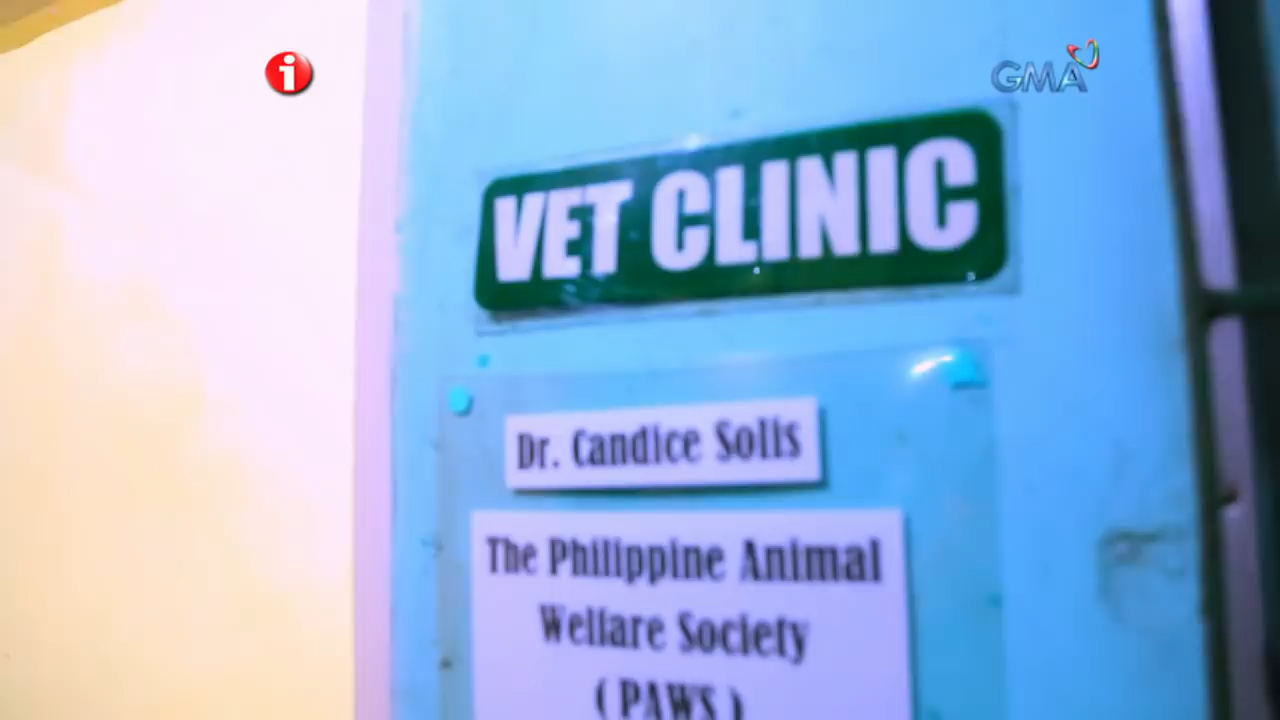 i
GMA
VET CLINIC
Dr. Candice Solis
The Philippine Animal
Welfare Society
( PAWS )